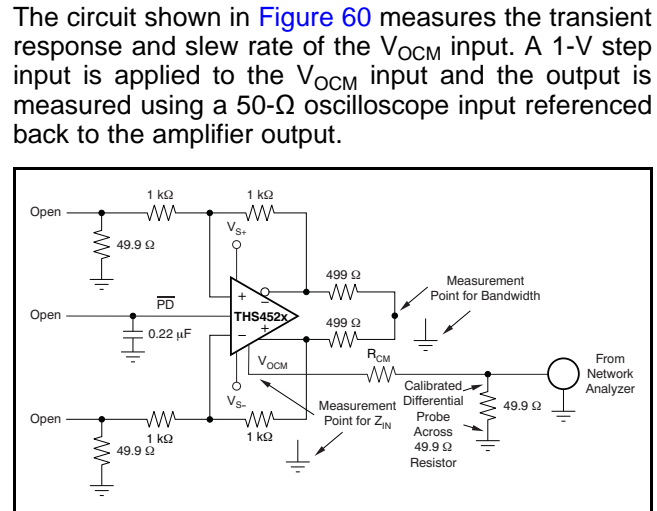 The circuit shown in Figure 60 measures the transient
response and slew rate of the VOCM input. A 1-V step
input is applied to the VOCM input and the output is
measured using a 50-Ω oscilloscope input referenced
back to the amplifier output.
1 kΩ
1 kΩ
Open
VS+
49.9 Ω
499 Ω
Measurement
Point for Bandwidth
+
−
PD
Open
THS452x
0.22 μF
−
+
499 Ω
VOCM
RCM
From
Network
Analyzer
VS−
Calibrated
Differential
Probe
Across
49.9 Ω
Resistor
Measurement
Point for ZIN
49.9 Ω
Open
1 kΩ
1 kΩ
49.9 Ω